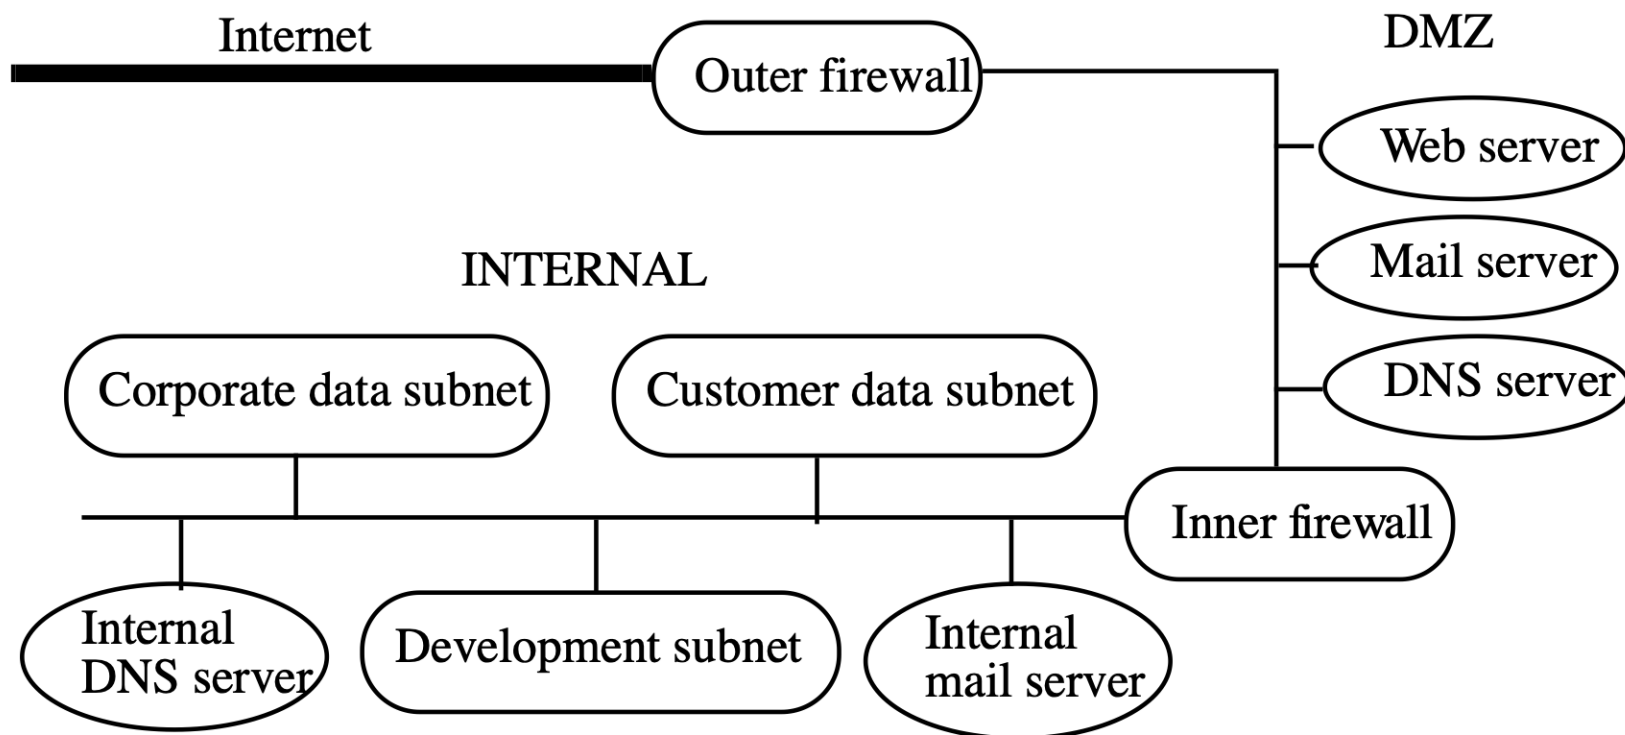 Internet
Outer firewall
DMZ
Web server
Mail server
DNS server
INTERNAL
Corporate data subnet
Customer data subnet
Inner firewall
Internal
DNS server
Development subnet
Internal
mail server